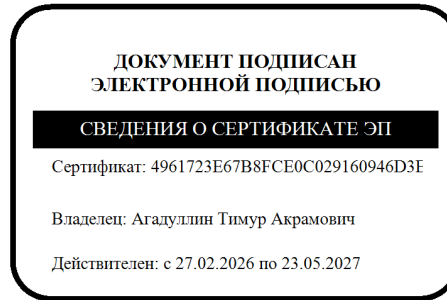 ДОКУМЕНТ ПОДПИСАН
ЭЛЕКТРОННОЙ ПОДПИСЬЮ
СВЕДЕНИЯ О СЕРТИФИКАТЕ ЭП
Сертификат: 4961723E67B8FCE0C029160946D3E
Владелец: Агадуллин Тимур Акрамович
Действителен: с 27.02.2026 по 23.05.2027